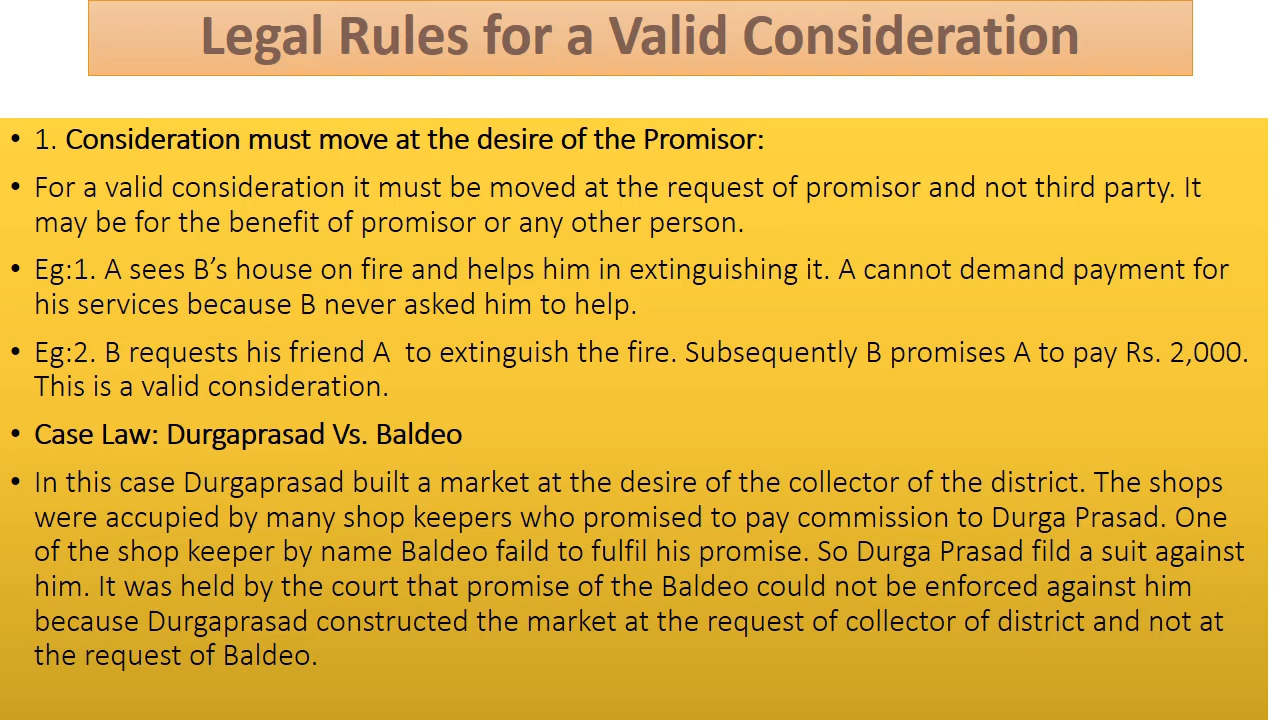 Legal Rules for a Valid Consideration
• 1. Consideration must move at the desire of the Promisor:
• For a valid consideration it must be moved at the request of promisor and not third party. It
may be for the benefit of promisor or any other person.
• Eg:1. A sees B’s house on fire and helps him in extinguishing it. A cannot demand payment for
his services because B never asked him to help.
• Eg:2. B requests his friend A  to extinguish the fire. Subsequently B promises A to pay Rs. 2,000.
This is a valid consideration.
• Case Law: Durgaprasad Vs. Baldeo
• In this case Durgaprasad built a market at the desire of the collector of the district. The shops
were accupied by many shop keepers who promised to pay commission to Durga Prasad. One
of the shop keeper by name Baldeo faild to fulfil his promise. So Durga Prasad fild a suit against
him. It was held by the court that promise of the Baldeo could not be enforced against him
because Durgaprasad constructed the market at the request of collector of district and not at
the request of Baldeo.